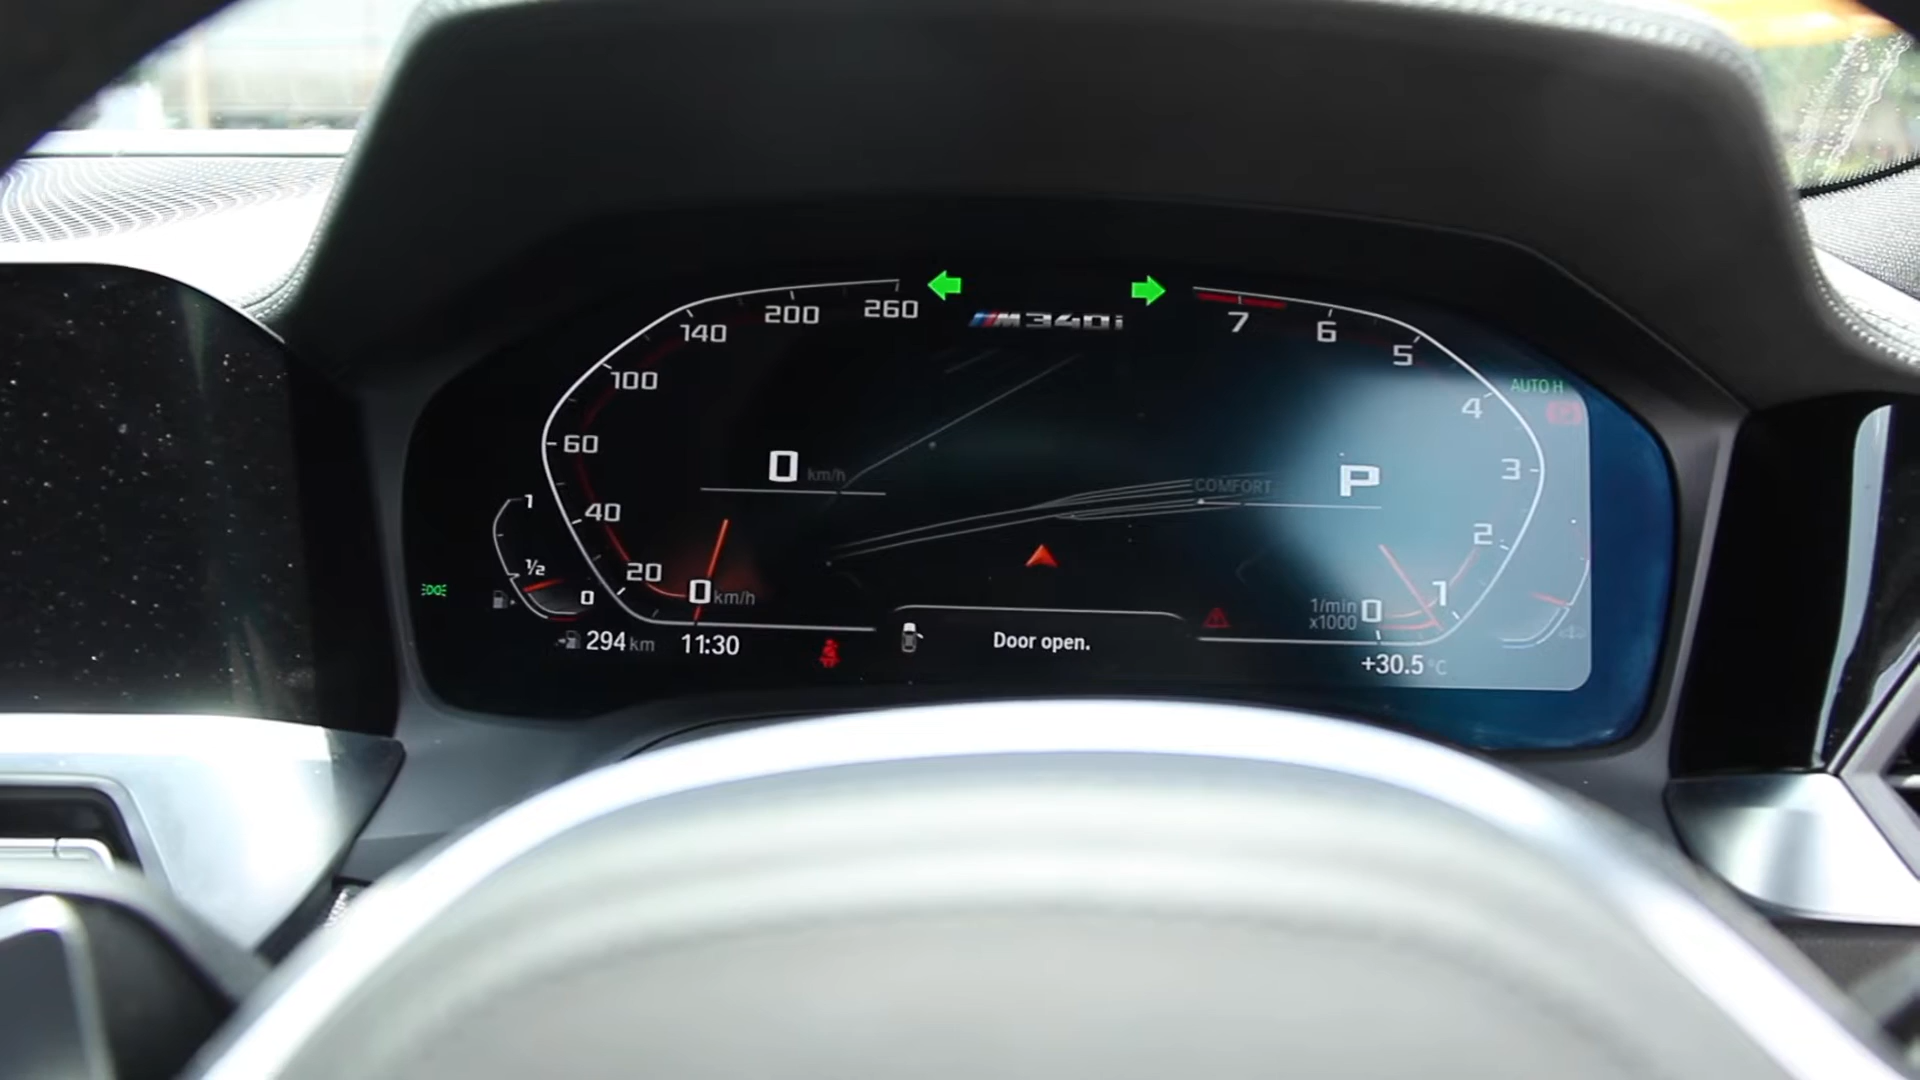 260
200
140
100
60
40
20
0 km/h
M340i
7
6
5
4
3
2
1
0
1/min
x1000
AUTO H
0 km/h
COMFORT
P
1
½
0
294 km
11:30
Door open.
+30.5 °C